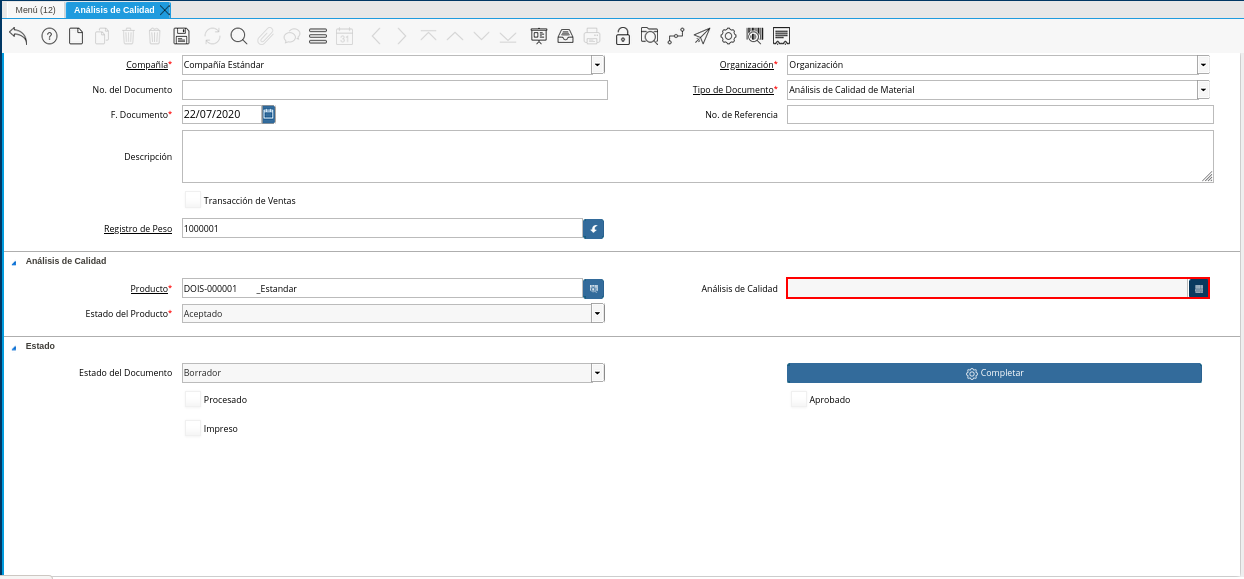 Menú (12) Análisis de Calidad
31
Compañía* Compañía Estándar Organización* Organización
No. del Documento Tipo de Documento* Análisis de Calidad de Material
F. Documento* 22/07/2020 No. de Referencia
Descripción
Transacción de Ventas
Registro de Peso 1000001
Análisis de Calidad
Producto* DOIS-000001 _Estandar Análisis de Calidad
Estado del Producto* Aceptado
Estado
Estado del Documento Borrador Completar
Procesado Aprobado
Impreso